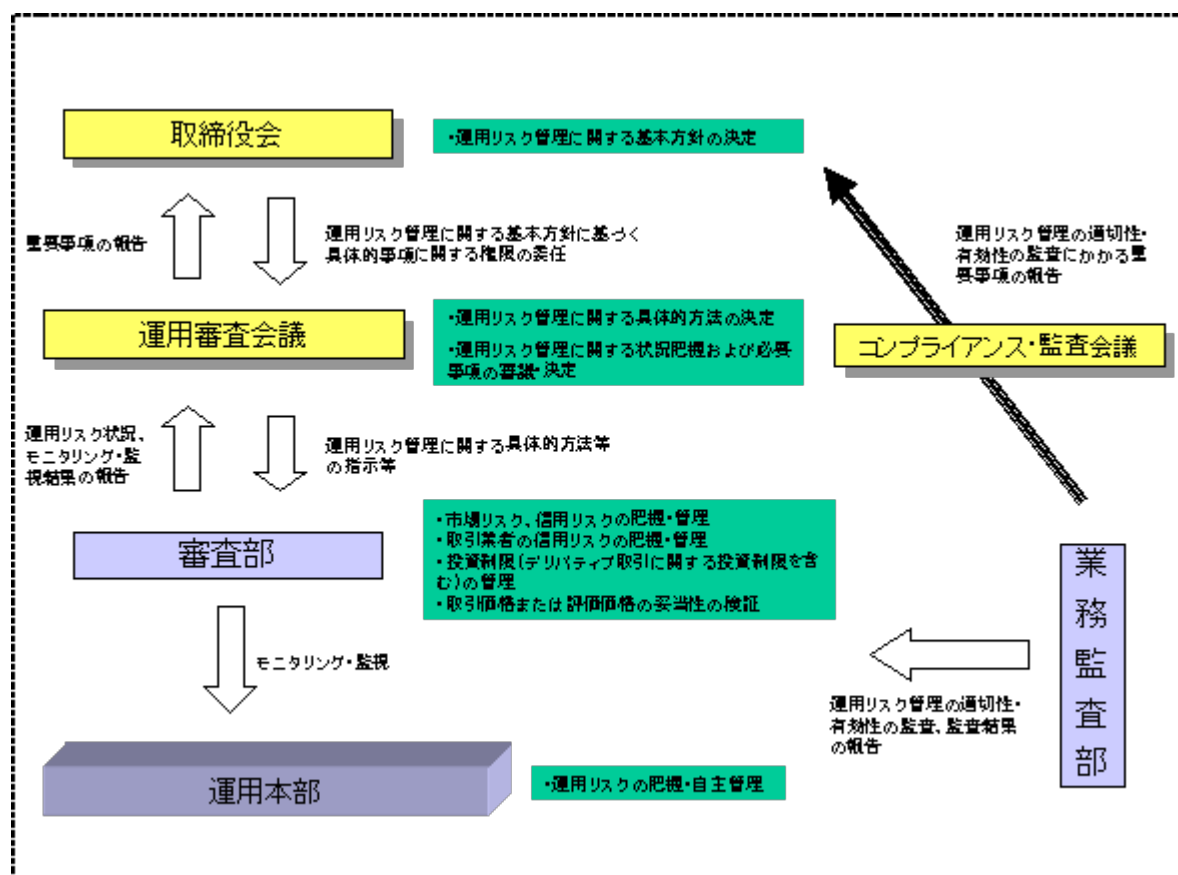 取締役会
・運用リスク管理に関する基本方針の決定
重要事項の報告
運用リスク管理に関する基本方針に基づく
具体的事項に関する権限の委任
運用リスク管理の適切性・
有効性の監査にかかる重
要事項の報告
運用審査会議
・運用リスク管理に関する具体的方法の決定
・運用リスク管理に関する状況把握および必要
事項の審議・決定
コンプライアンス・監査会議
運用リスク状況、
モニタリング・監
視結果の報告
運用リスク管理に関する具体的方法等
の指示等
審査部
・市場リスク、信用リスクの把握・管理
・取引業者の信用リスクの把握・管理
・投資制限(デリバティブ取引に関する投資制限を含
む)の管理
・取引価格または評価価格の妥当性の検証
業務監査部
モニタリング・監視
運用リスク管理の適切性・
有効性の監査、監査結果
の報告
運用本部
・運用リスクの把握・自主管理